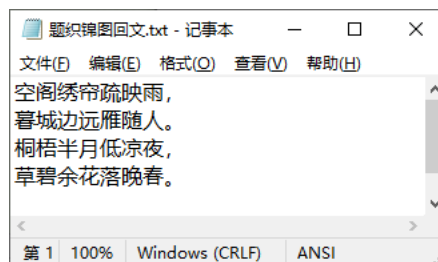 题织锦图回文.txt - 记事本
文件(F) 编辑(E) 格式(O) 查看(V) 帮助(H)
空阁绣帘疏映雨，
暮城边远雁随人。
桐梧半月低凉夜，
草碧余花落晚春。
第 1 100% Windows (CRLF) ANSI